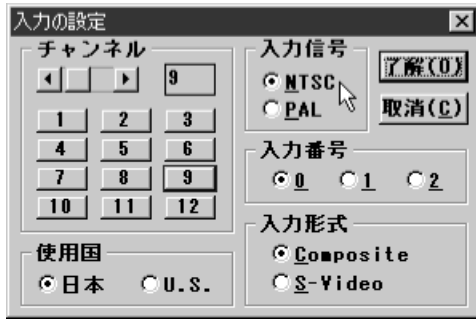 入力の設定
チャンネル
9
1 2 3
4 5 6
7 8 9
10 11 12
使用国
日本 U.S.
入力信号
NTSC
PAL
了解(O)
取消(C)
入力番号
0 1 2
入力形式
Composite
S-Video